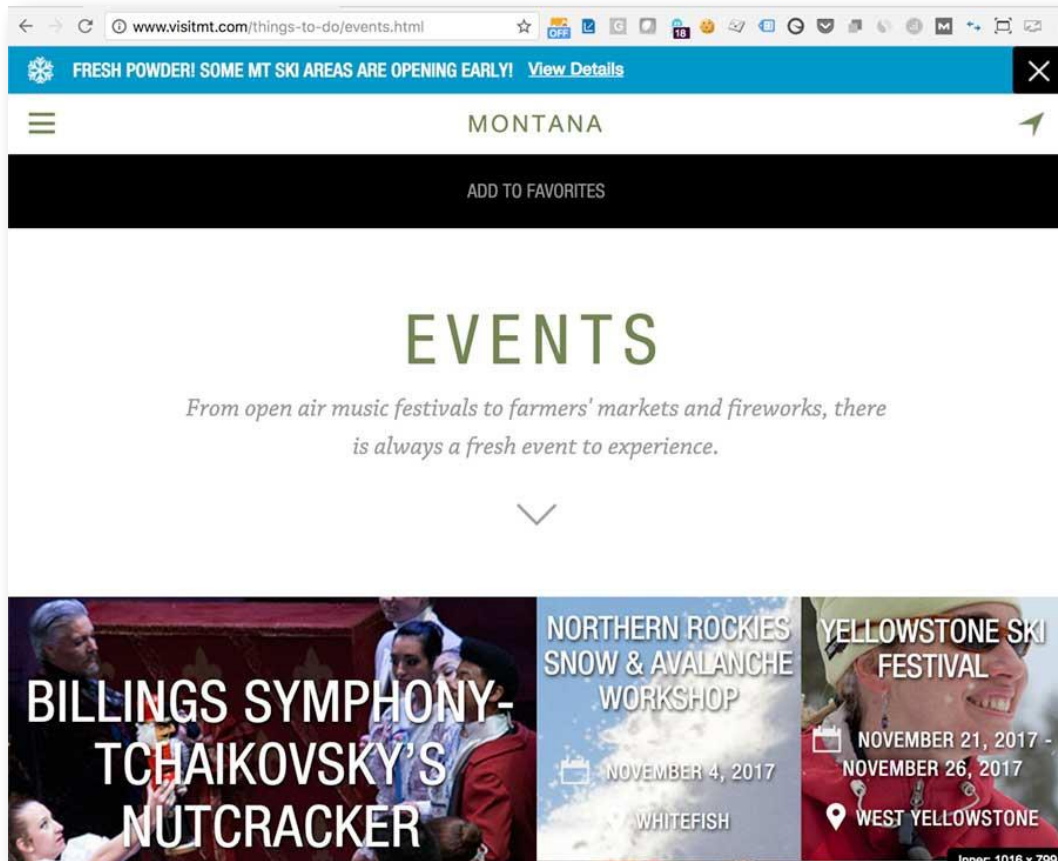 www.visitmt.com/things-to-do/events.html
OFF
18
FRESH POWDER! SOME MT SKI AREAS ARE OPENING EARLY! View Details
MONTANA
ADD TO FAVORITES
EVENTS
From open air music festivals to farmers' markets and fireworks, there
is always a fresh event to experience.
BILLINGS SYMPHONY-
TCHAIKOVSKY'S
NUTCRACKER
NORTHERN ROCKIES
SNOW & AVALANCHE
WORKSHOP
NOVEMBER 4, 2017
WHITEFISH
YELLOWSTONE SKI
FESTIVAL
NOVEMBER 21, 2017 -
NOVEMBER 26, 2017
WEST YELLOWSTONE